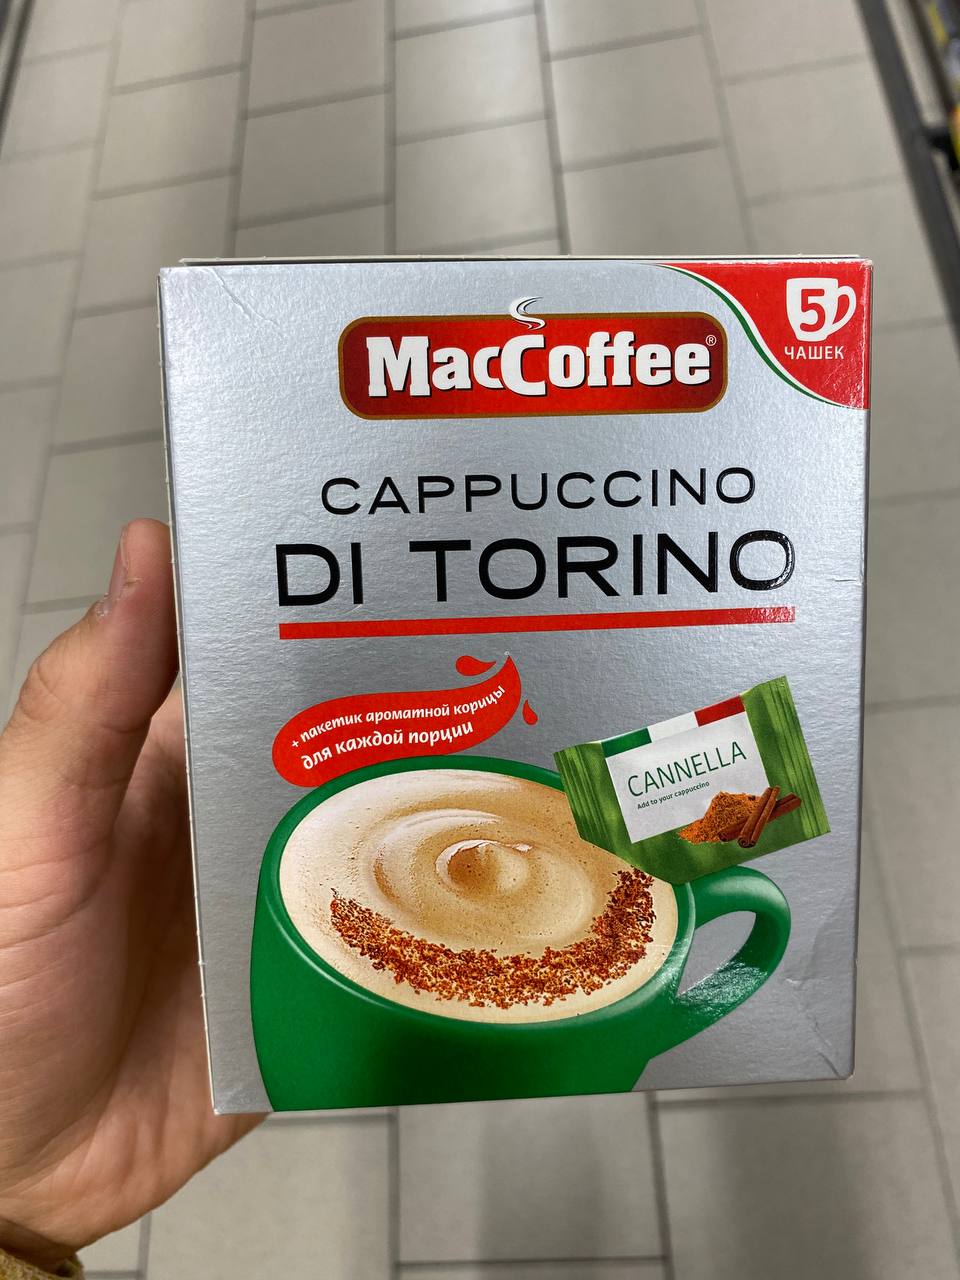 5
ЧАШЕК
MacCoffee®
CAPPUCCINO
DI TORINO
+ пакетик ароматной корицы
для каждой порции
CANNELLA
Add to your cappuccino